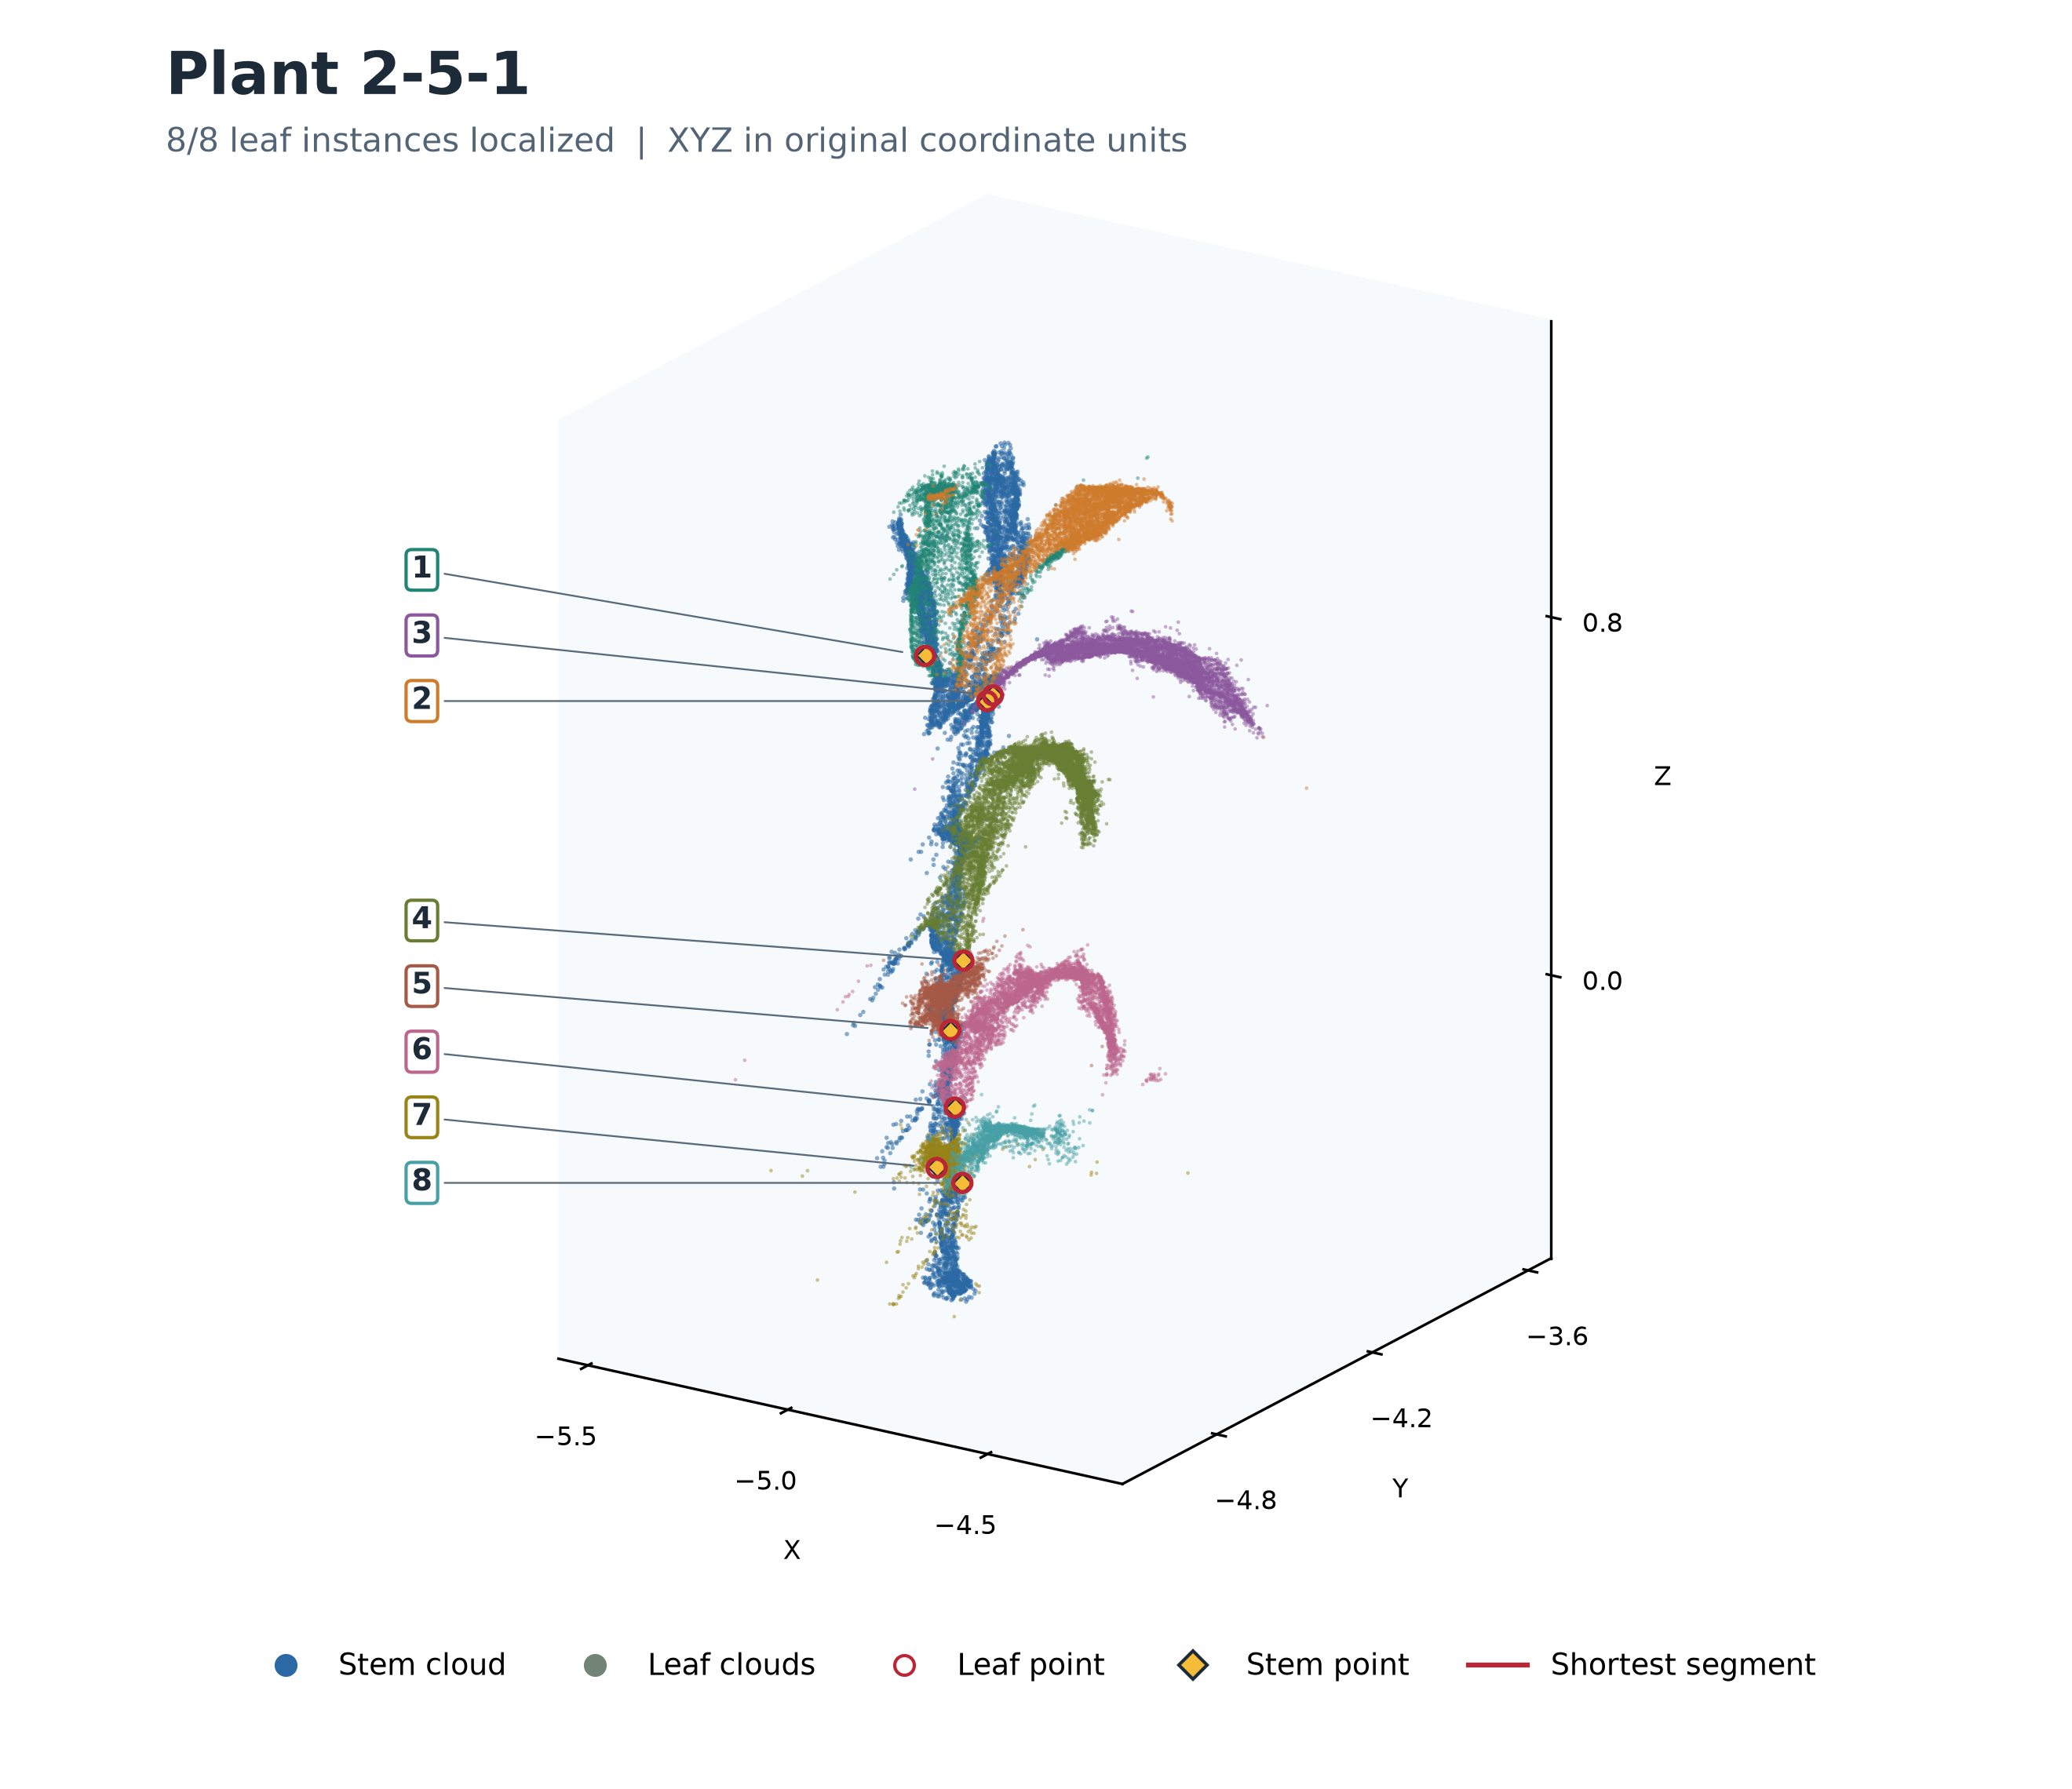 Plant 2-5-1
8/8 leaf instances localized | XYZ in original coordinate units
1
3
2
4
5
6
7
8
0.8
Z
0.0
−3.6
−4.2
Y
−4.8
−5.5
−5.0
−4.5
X
Stem cloud
Leaf clouds
Leaf point
Stem point
Shortest segment